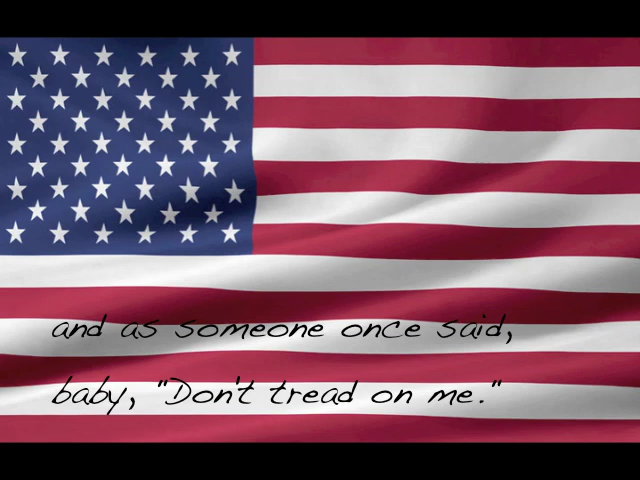 and as someone once said,
baby, "Don't tread on me."